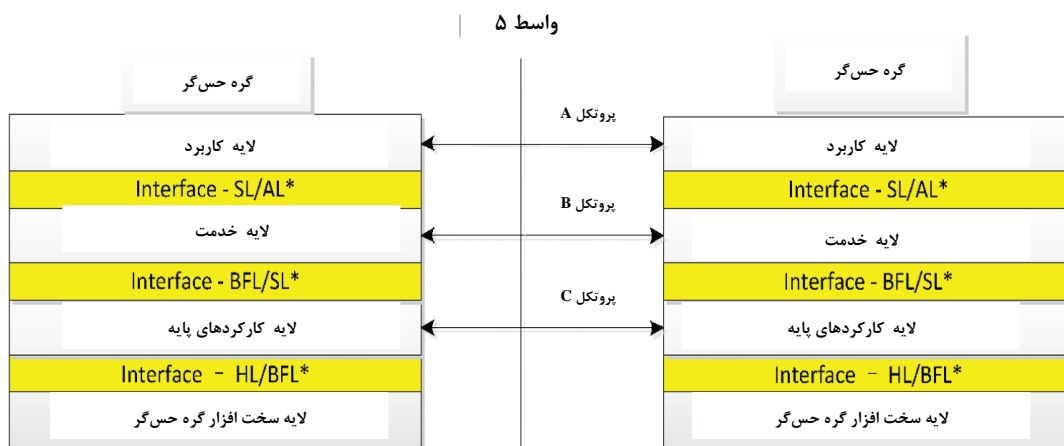 واسط ۵
گره حس‌گر
لایه کاربرد
Interface - SL/AL*
لایه خدمت
Interface - BFL/SL*
لایه کارکردهای پایه
Interface – HL/BFL*
لایه سخت افزار گره حس‌گر
پروتکل A
پروتکل B
پروتکل C
گره حس‌گر
لایه کاربرد
Interface - SL/AL*
لایه خدمت
Interface - BFL/SL*
لایه کارکردهای پایه
Interface – HL/BFL*
لایه سخت افزار گره حس‌گر